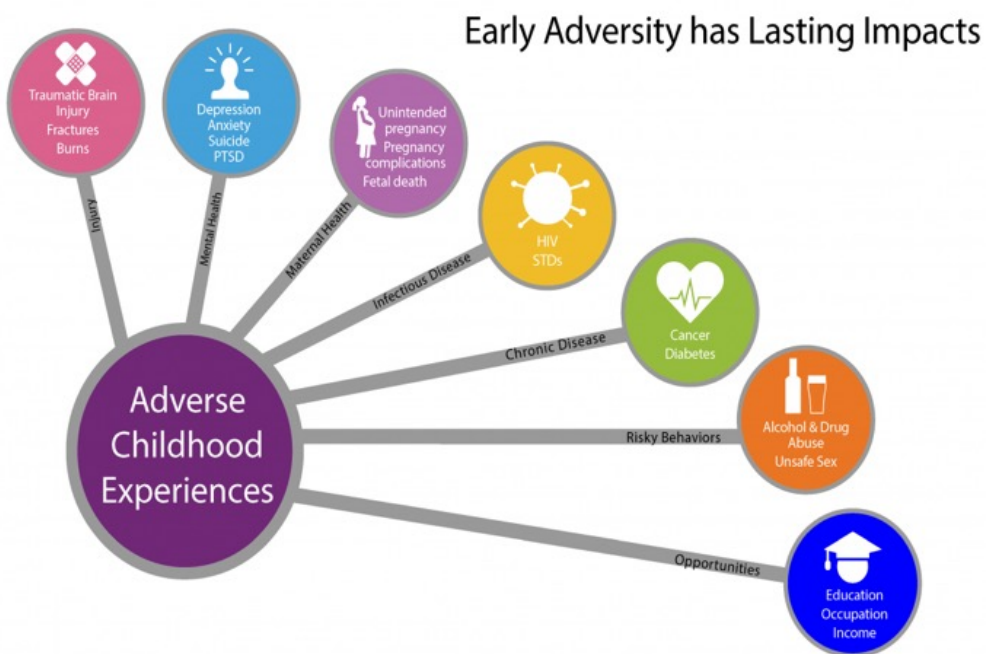 Early Adversity has Lasting Impacts
Traumatic Brain
Injury
Fractures
Burns
Injury
Depression
Anxiety
Suicide
PTSD
Mental Health
Unintended
pregnancy
Pregnancy
complications
Fetal death
Maternal Health
HIV
STDs
Infectious Disease
Cancer
Diabetes
Chronic Disease
Alcohol & Drug
Abuse
Unsafe Sex
Risky Behaviors
Education
Occupation
Income
Opportunities
Adverse
Childhood
Experiences